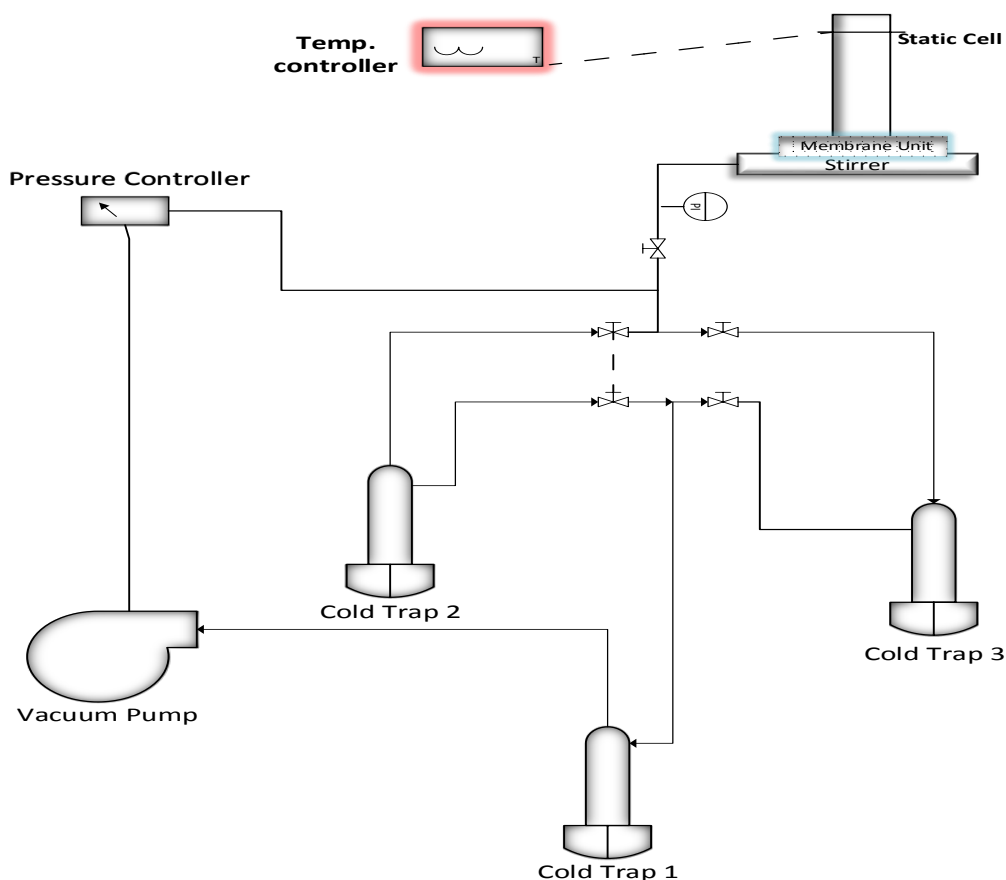 Temp.
controller
T
Static Cell
Membrane Unit
Stirrer
Pressure Controller
PI
Cold Trap 2
Cold Trap 3
Vacuum Pump
Cold Trap 1